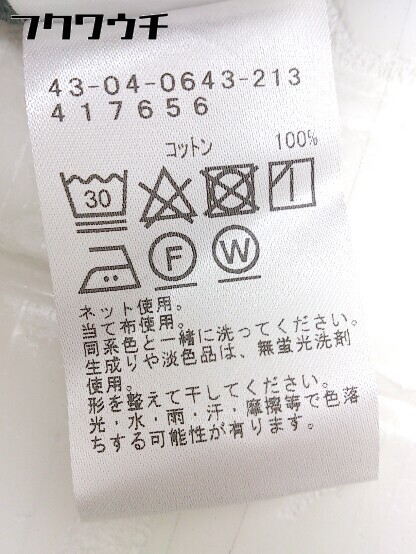 フクワウチ
43-04-0643-213
417656
コットン 100%
30
F W
ネット使用。
当て布使用。
同系色と一緒に洗ってください。
生成りや淡色品は、無蛍光洗剤
使用。
形を整えて干してください。
光・水・雨・汗・摩擦等で色落
ちする可能性が有ります。